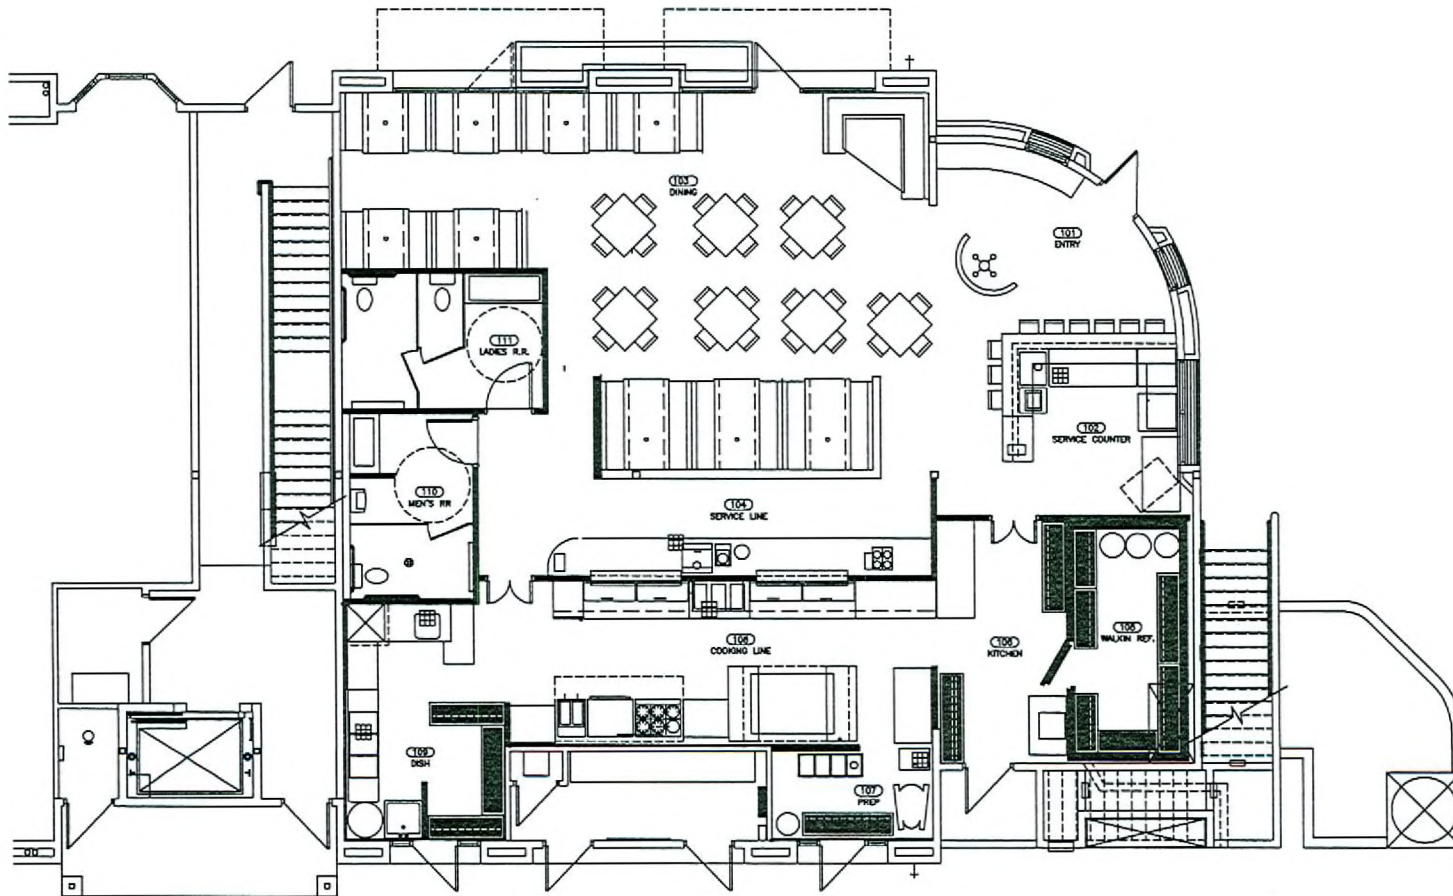 103
DINING
101
ENTRY
111
LADIES R.R.
102
SERVICE COUNTER
110
MEN'S RR
104
SERVICE LINE
106
COOKING LINE
106
KITCHEN
108
WALKIN REF.
109
DISH
107
PREP